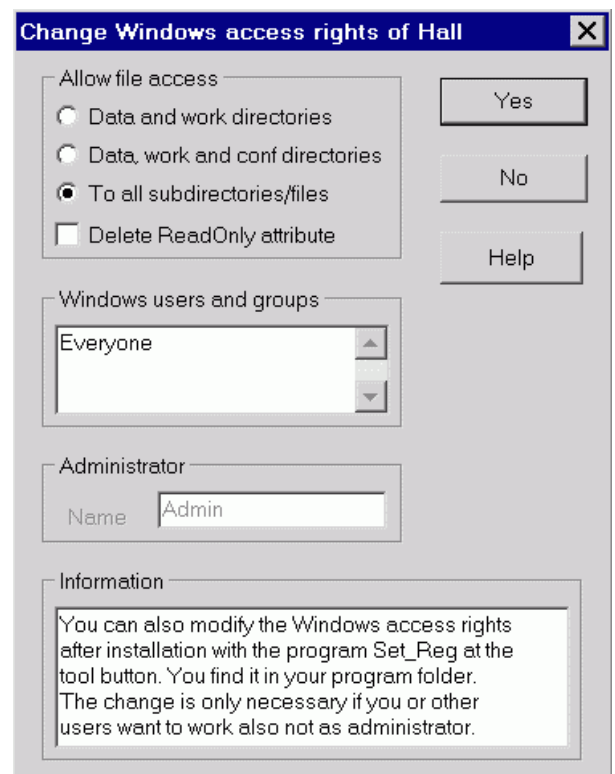 Change Windows access rights of Hall
Allow file access
Data and work directories
Data, work and conf directories
To all subdirectories/files
Delete ReadOnly attribute
Yes
No
Help
Windows users and groups
Everyone
Administrator
Name Admin
Information
You can also modify the Windows access rights
after installation with the program Set_Reg at the
tool button. You find it in your program folder.
The change is only necessary if you or other
users want to work also not as administrator.